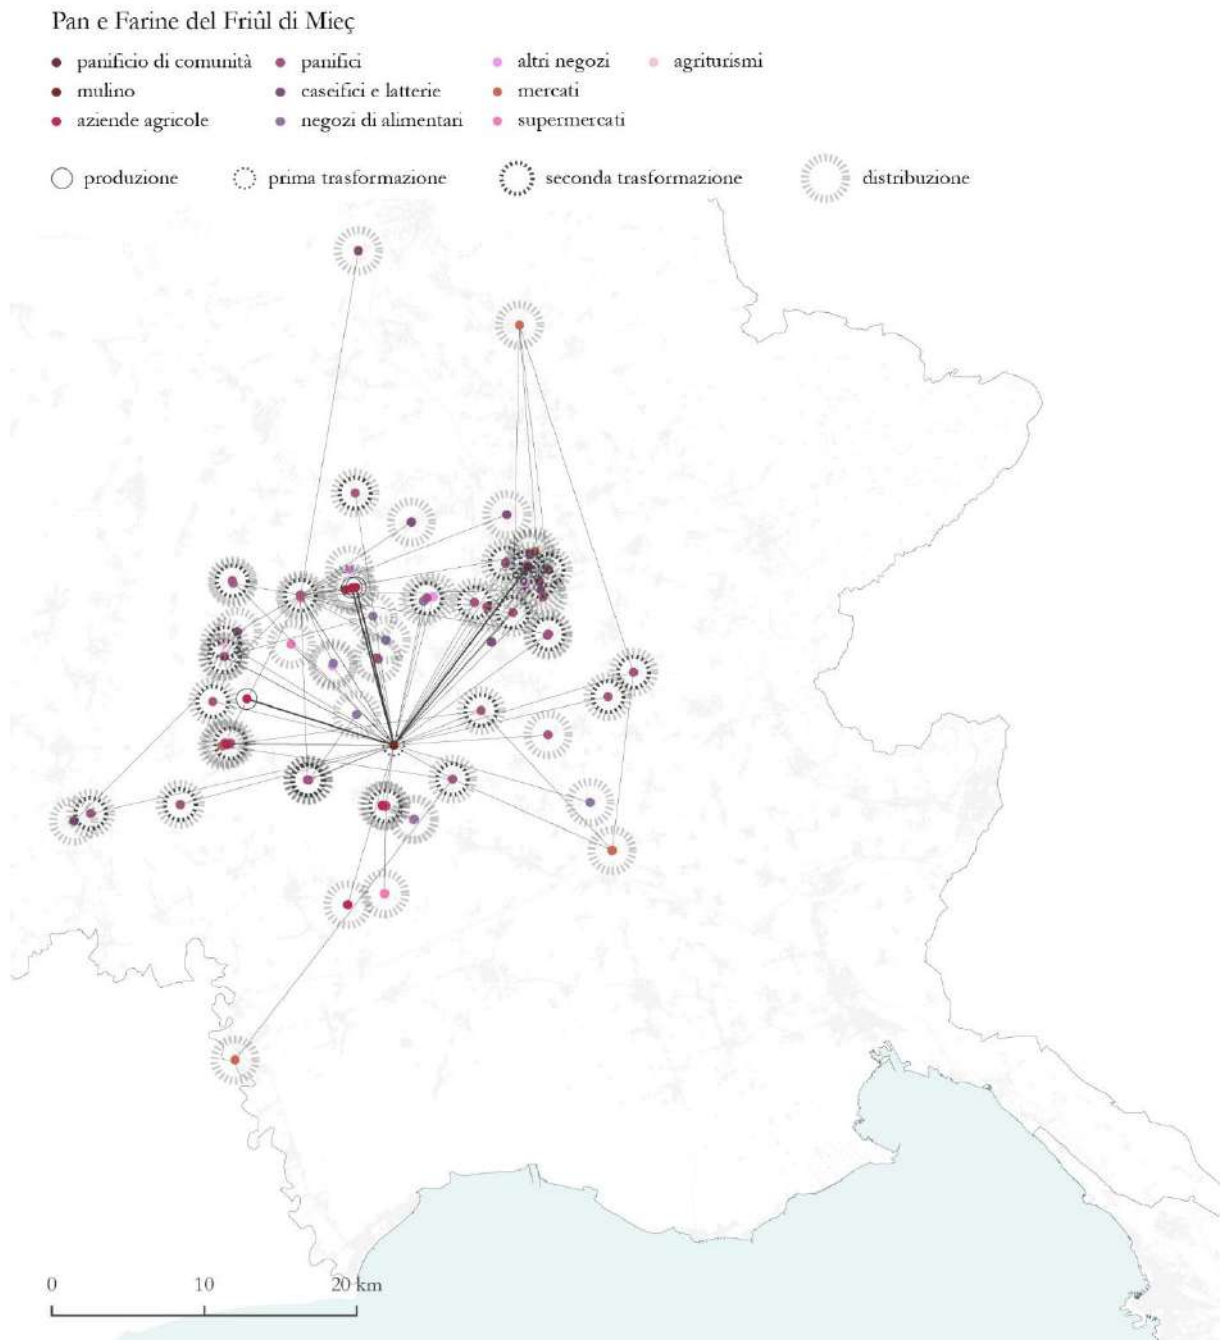 Pan e Farine del Friûl di Mieç
panificio di comunità panifici altri negozi agriturismi
mulino caseifici e latterie mercati
aziende agricole negozi di alimentari supermercati
produzione prima trasformazione seconda trasformazione distribuzione
0 10 20 km